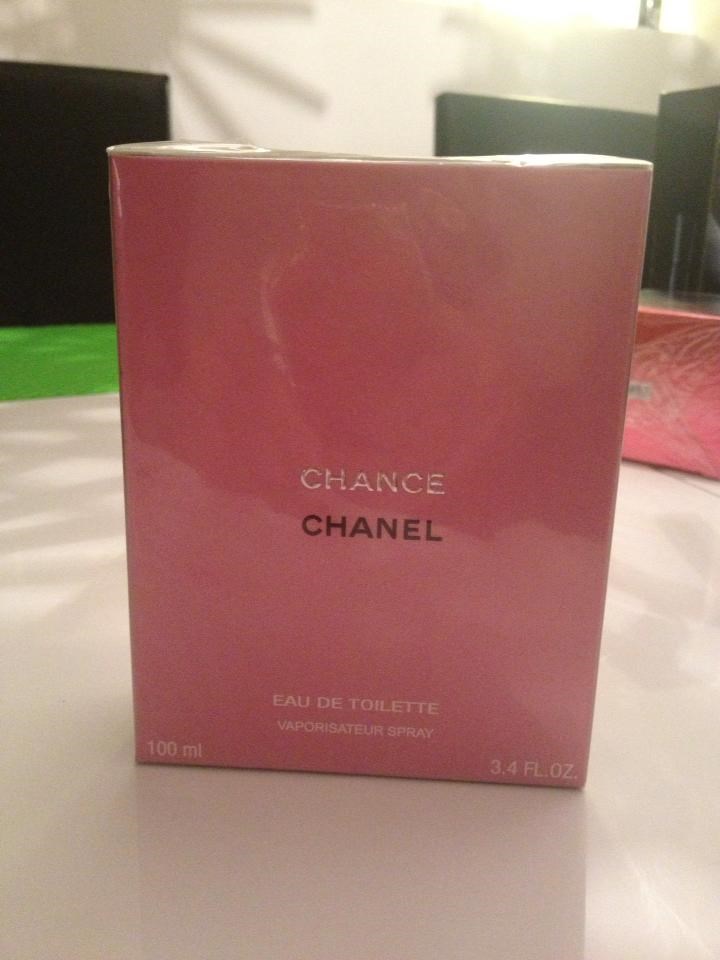 CHANCE
CHANEL
EAU DE TOILETTE
VAPORISATEUR SPRAY
100 ml
3.4 FL.OZ.